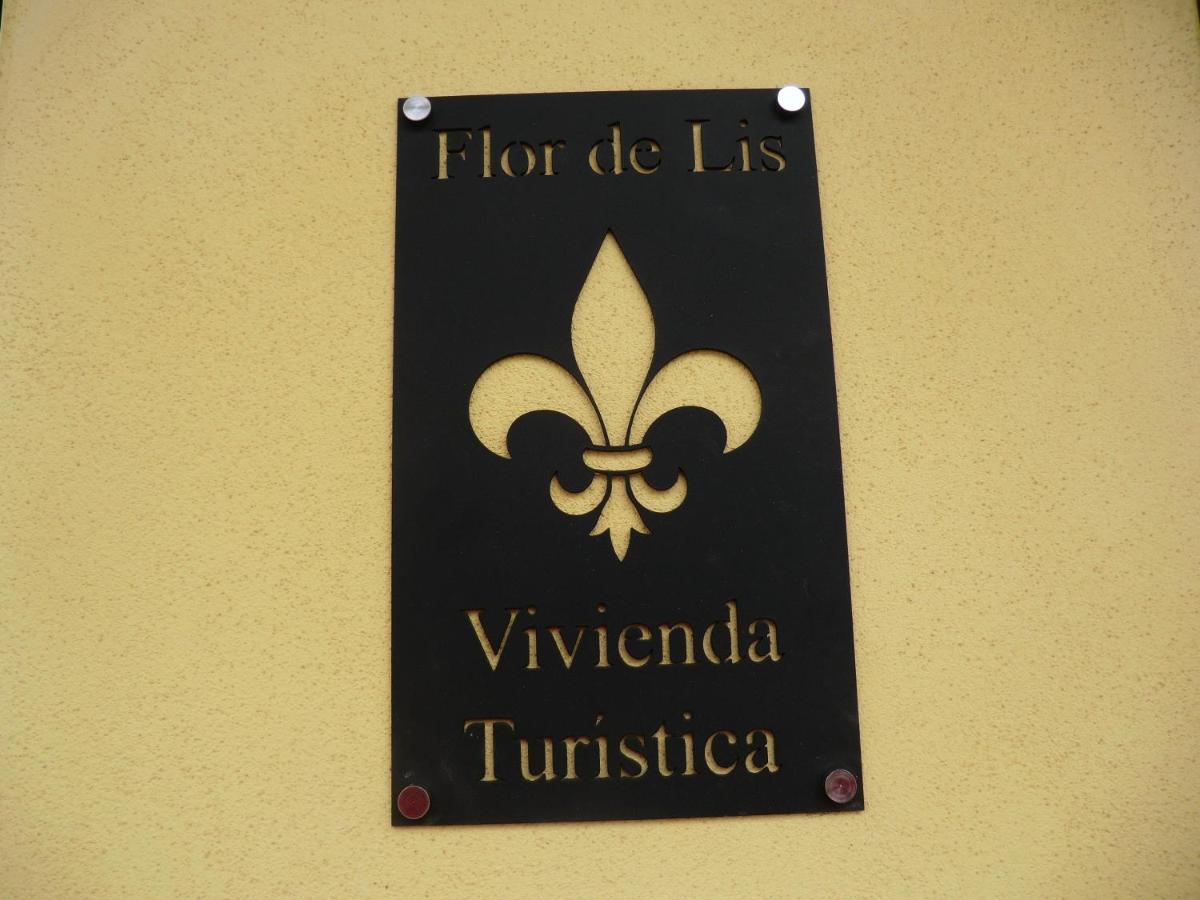 Flor de Lis
Vivienda
Turística